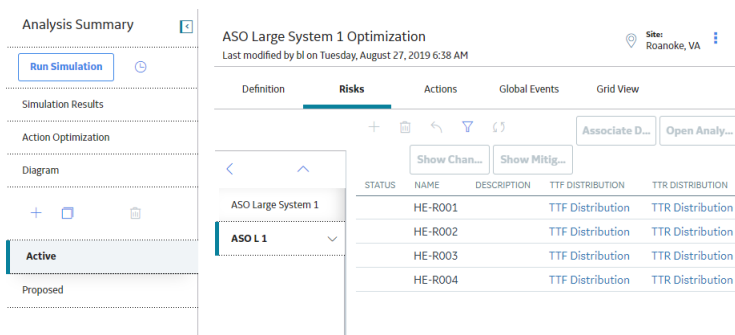 Analysis Summary
Run Simulation
Simulation Results
Action Optimization
Diagram
Active
Proposed
ASO Large System 1 Optimization
Last modified by bl on Tuesday, August 27, 2019 6:38 AM
Site:
Roanoke, VA
Definition Risks Actions Global Events Grid View
Associate D... Open Analy...
Show Chan... Show Mitig...
ASO Large System 1
ASO L 1
STATUS NAME DESCRIPTION TTF DISTRIBUTION TTR DISTRIBUTION
HE-R001 TTF Distribution TTR Distribution
HE-R002 TTF Distribution TTR Distribution
HE-R003 TTF Distribution TTR Distribution
HE-R004 TTF Distribution TTR Distribution